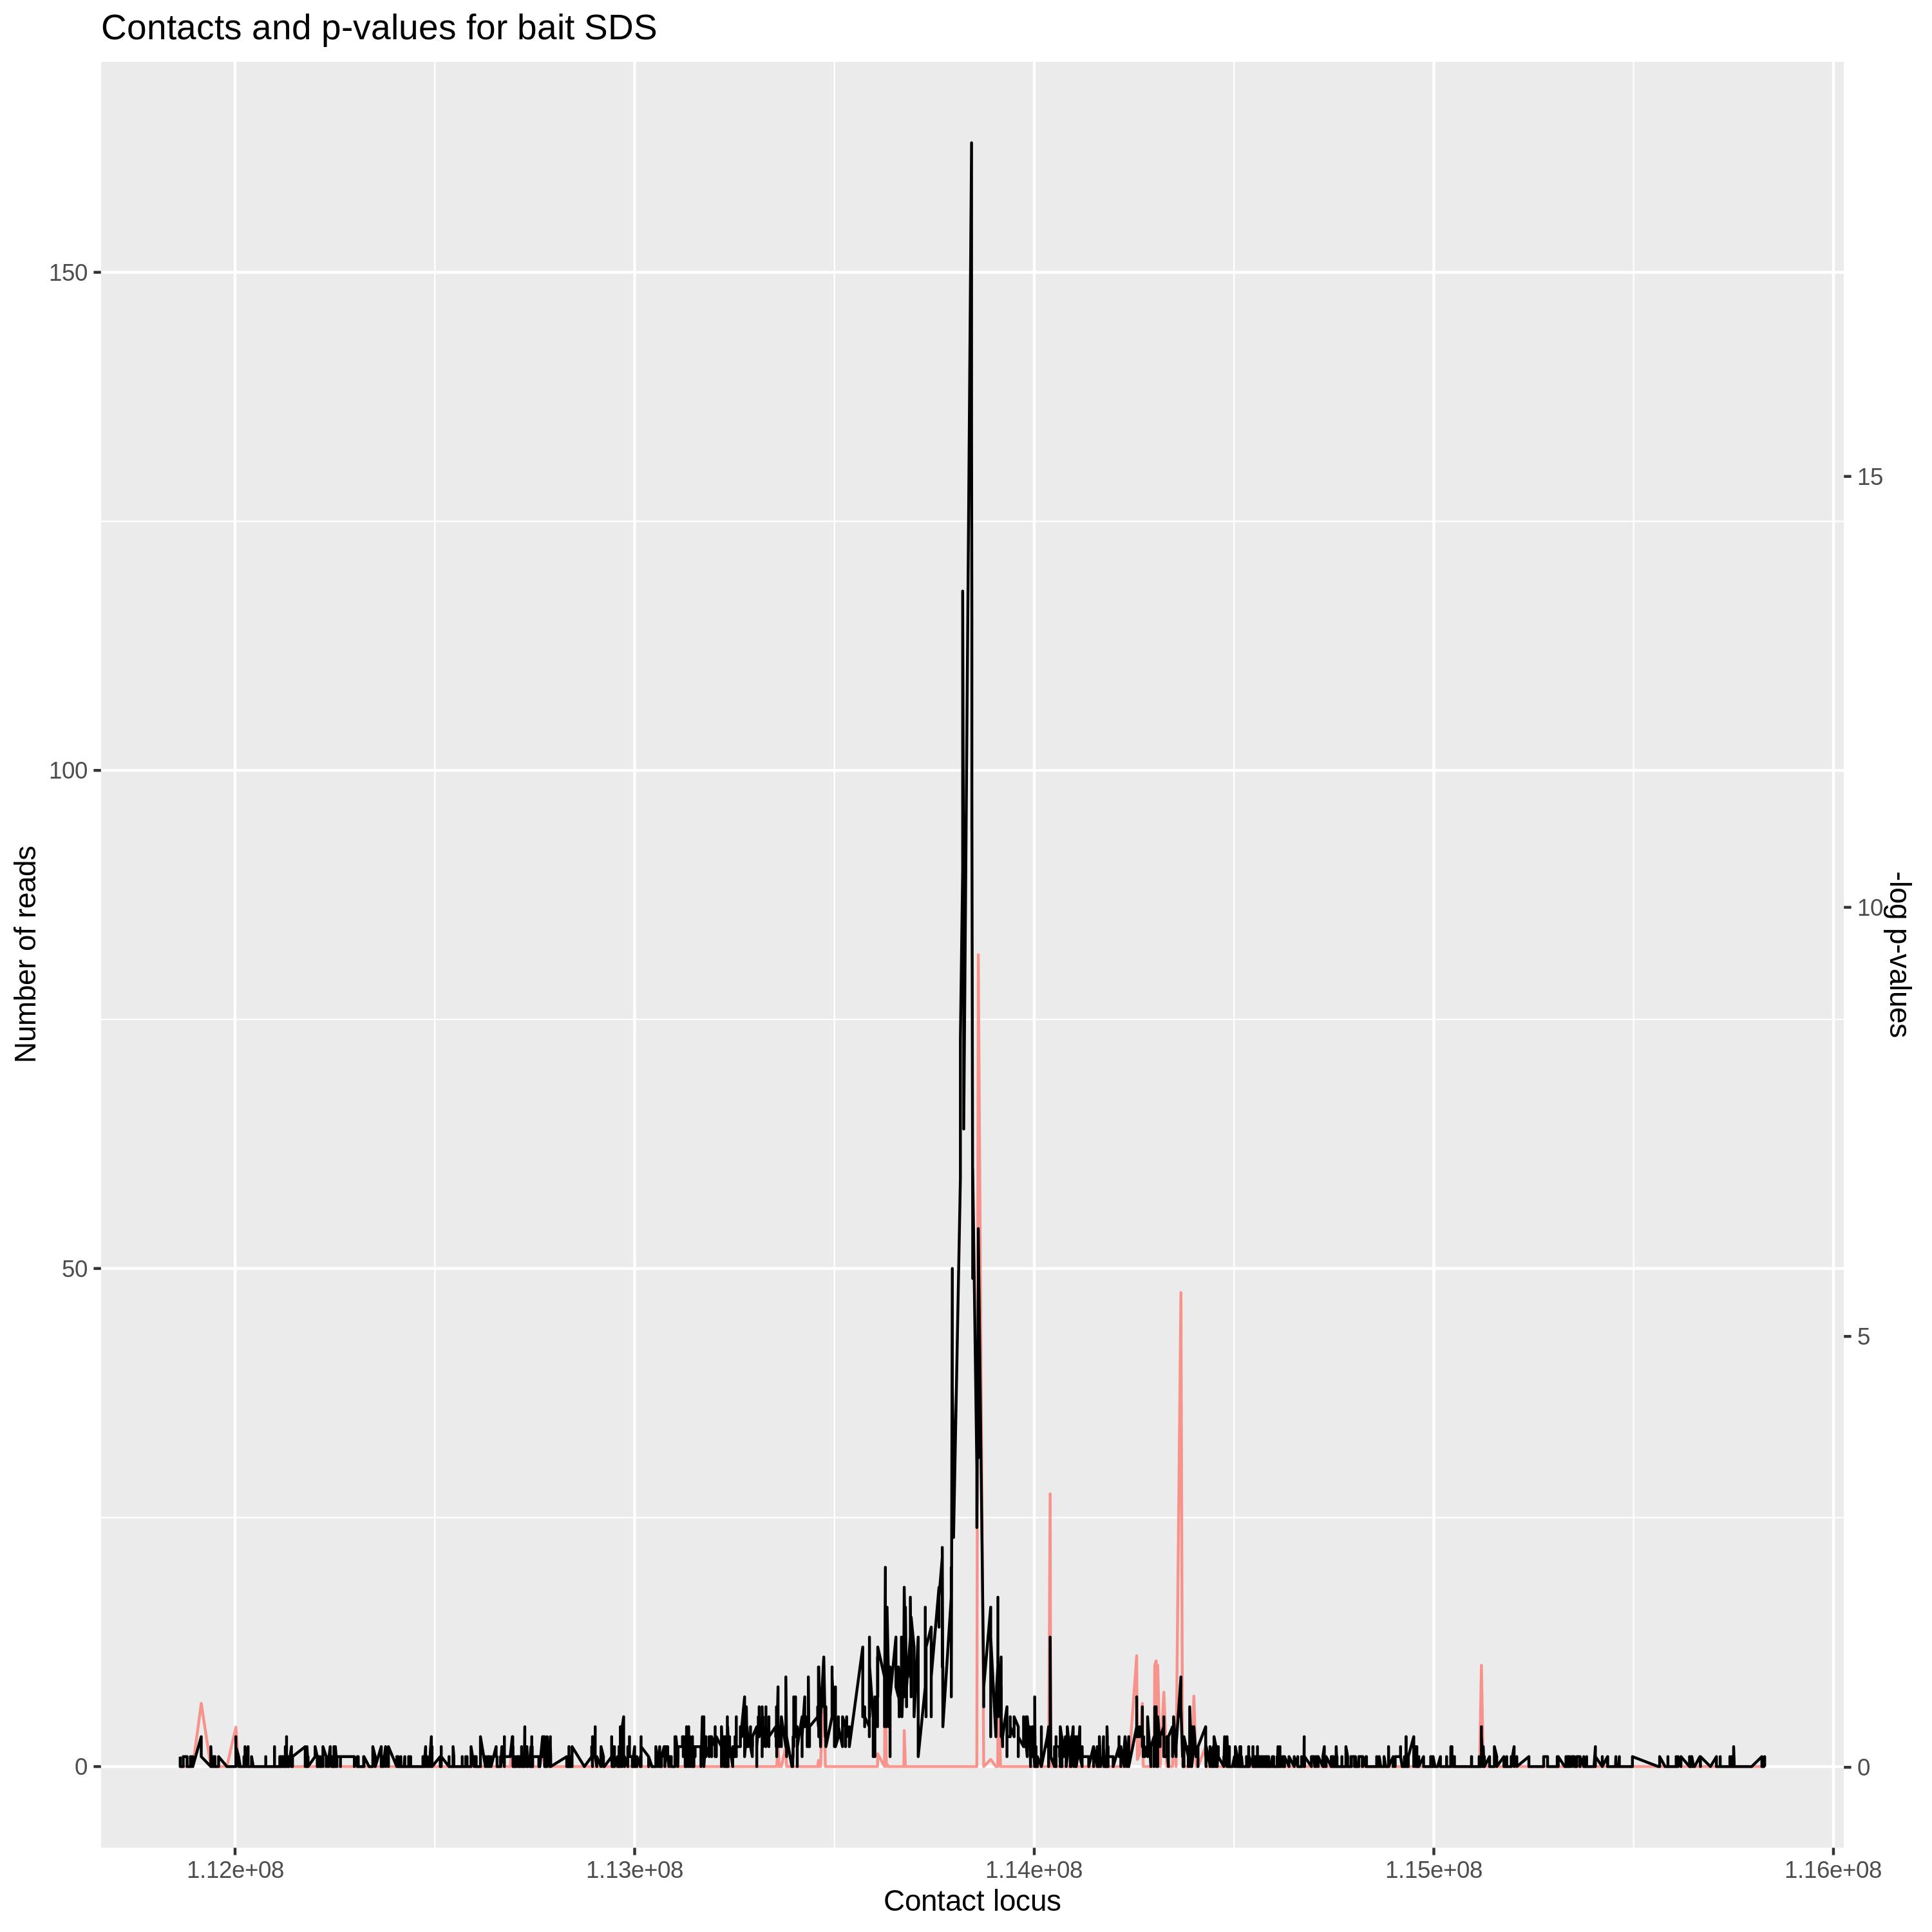 Contacts and p-values for bait SDS
150
100
50
0
Number of reads
15
10
5
0
-log p-values
1.12e+08
1.13e+08
1.14e+08
1.15e+08
1.16e+08
Contact locus